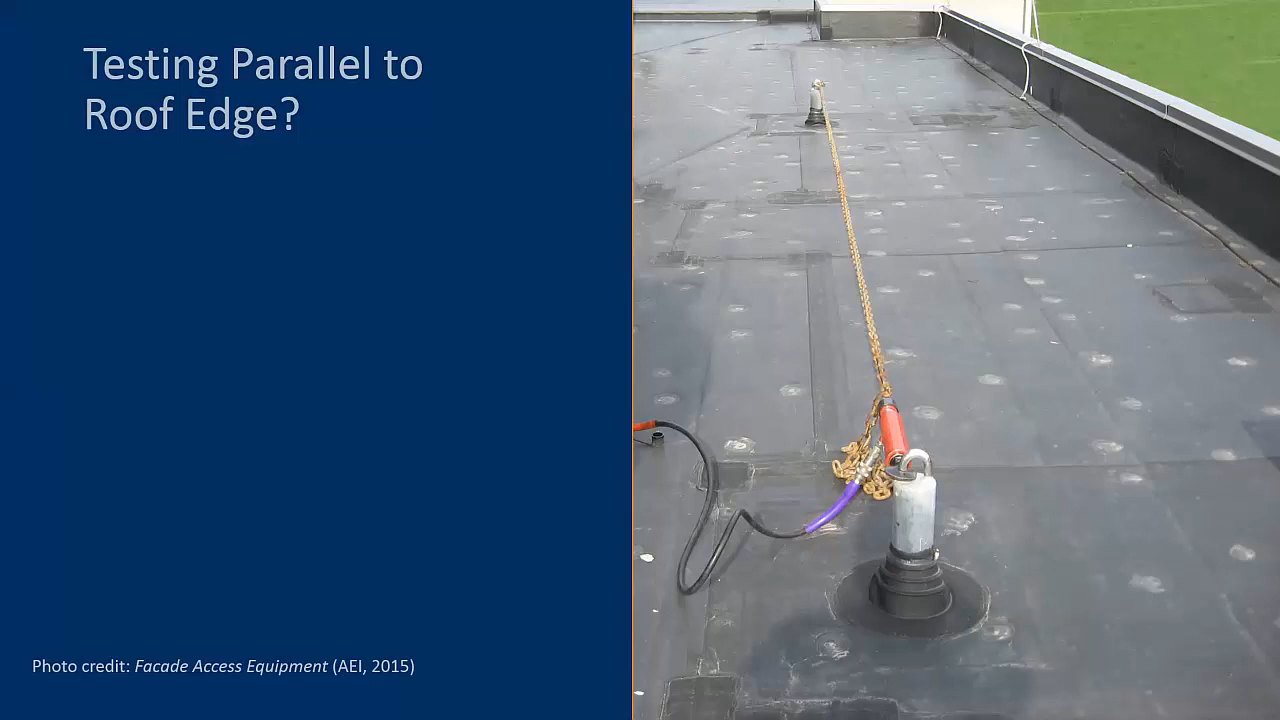 Testing Parallel to
Roof Edge?
Photo credit: Facade Access Equipment (AEI, 2015)